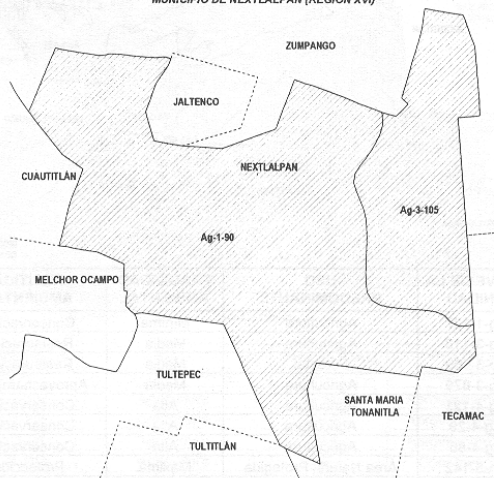 MUNICIPIO DE NEXTLALPAN (REGION XVI)
ZUMPANGO
JALTENCO
NEXTLALPAN
CUAUTITLÁN
Ag-3-105
Ag-1-90
MELCHOR OCAMPO
TULTEPEC
SANTA MARIA
TONANITLA
TECAMAC
TULTITLÁN